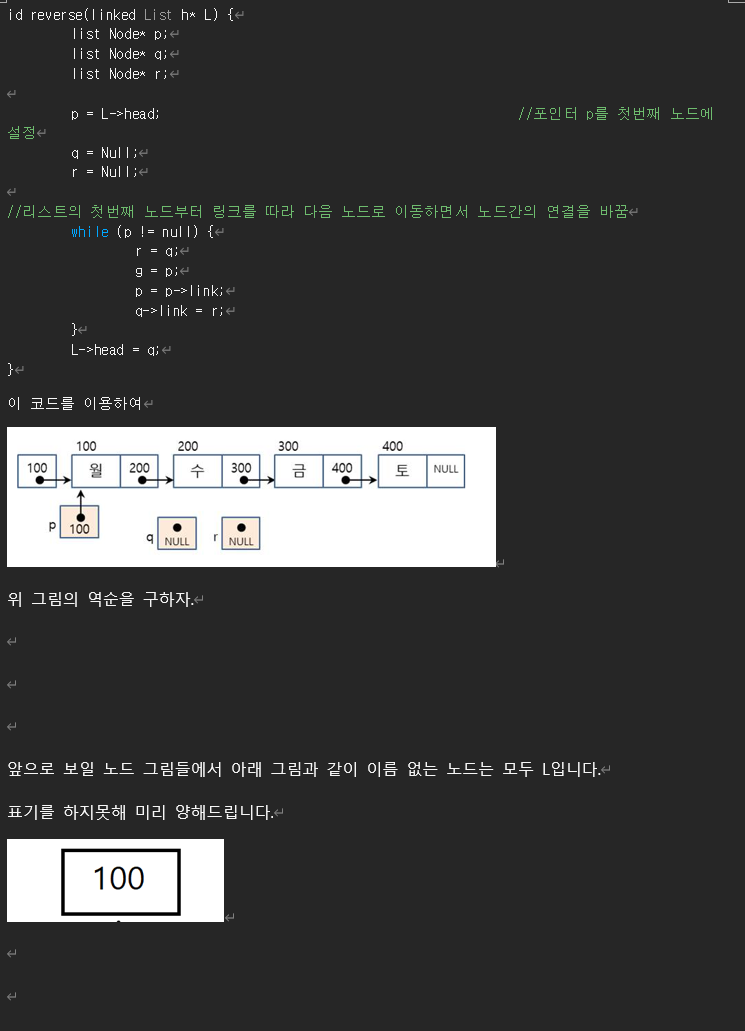 id reverse(linked List h* L) {
list Node* p;
list Node* q;
list Node* r;
p = L->head; //포인터 p를 첫번째 노드에
설정
q = Null;
r = Null;
//리스트의 첫번째 노드부터 링크를 따라 다음 노드로 이동하면서 노드간의 연결을 바꿈
while (p != null) {
r = q;
g = p;
p = p->link;
q->link = r;
}
L->head = q;
}
이 코드를 이용하여
100 200 300 400
100 월 200 수 300 금 400 토 NULL
p 100 q NULL r NULL
위 그림의 역순을 구하자.
앞으로 보일 노드 그림들에서 아래 그림과 같이 이름 없는 노드는 모두 L입니다.
표기를 하지못해 미리 양해드립니다.
100